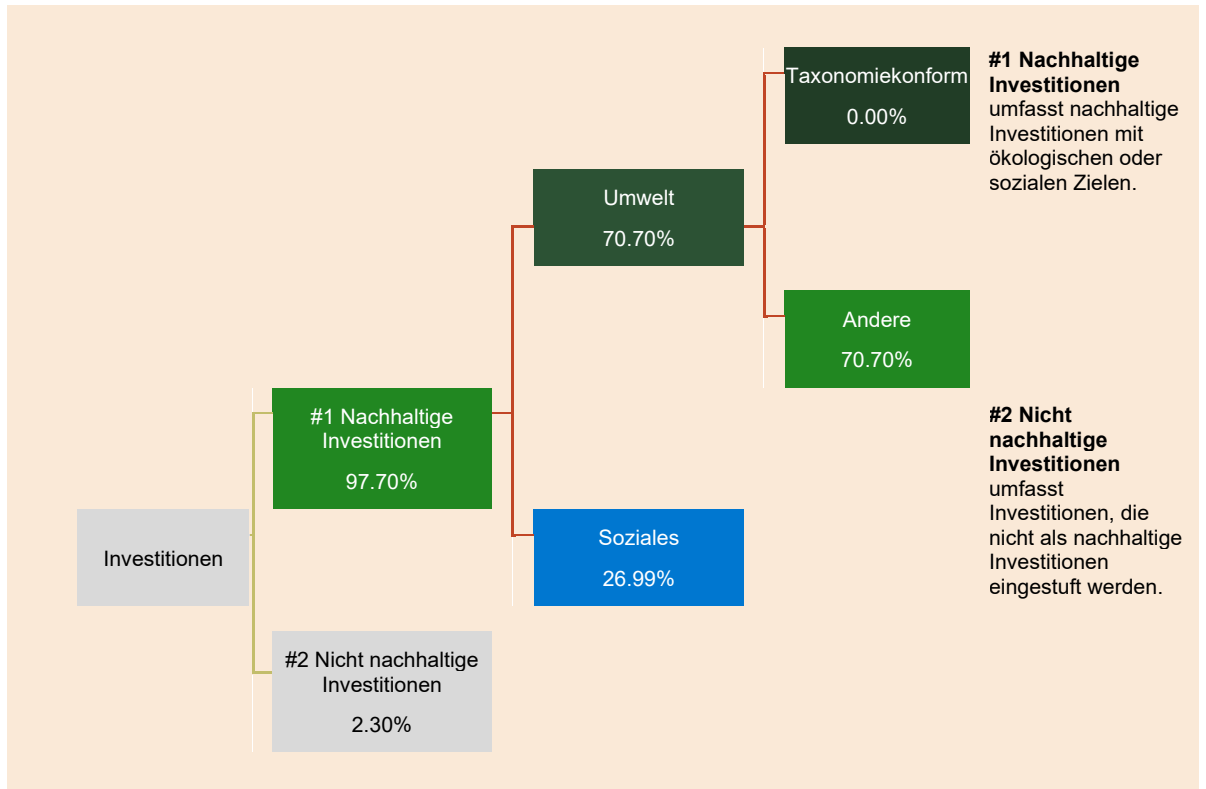 Taxonomiekonform
0.00%
#1 Nachhaltige
Investitionen
umfasst nachhaltige
Investitionen mit
ökologischen oder
sozialen Zielen.
Umwelt
70.70%
Andere
70.70%
#1 Nachhaltige
Investitionen
97.70%
#2 Nicht
nachhaltige
Investitionen
umfasst
Investitionen, die
nicht als nachhaltige
Investitionen
eingestuft werden.
Soziales
26.99%
Investitionen
#2 Nicht nachhaltige
Investitionen
2.30%